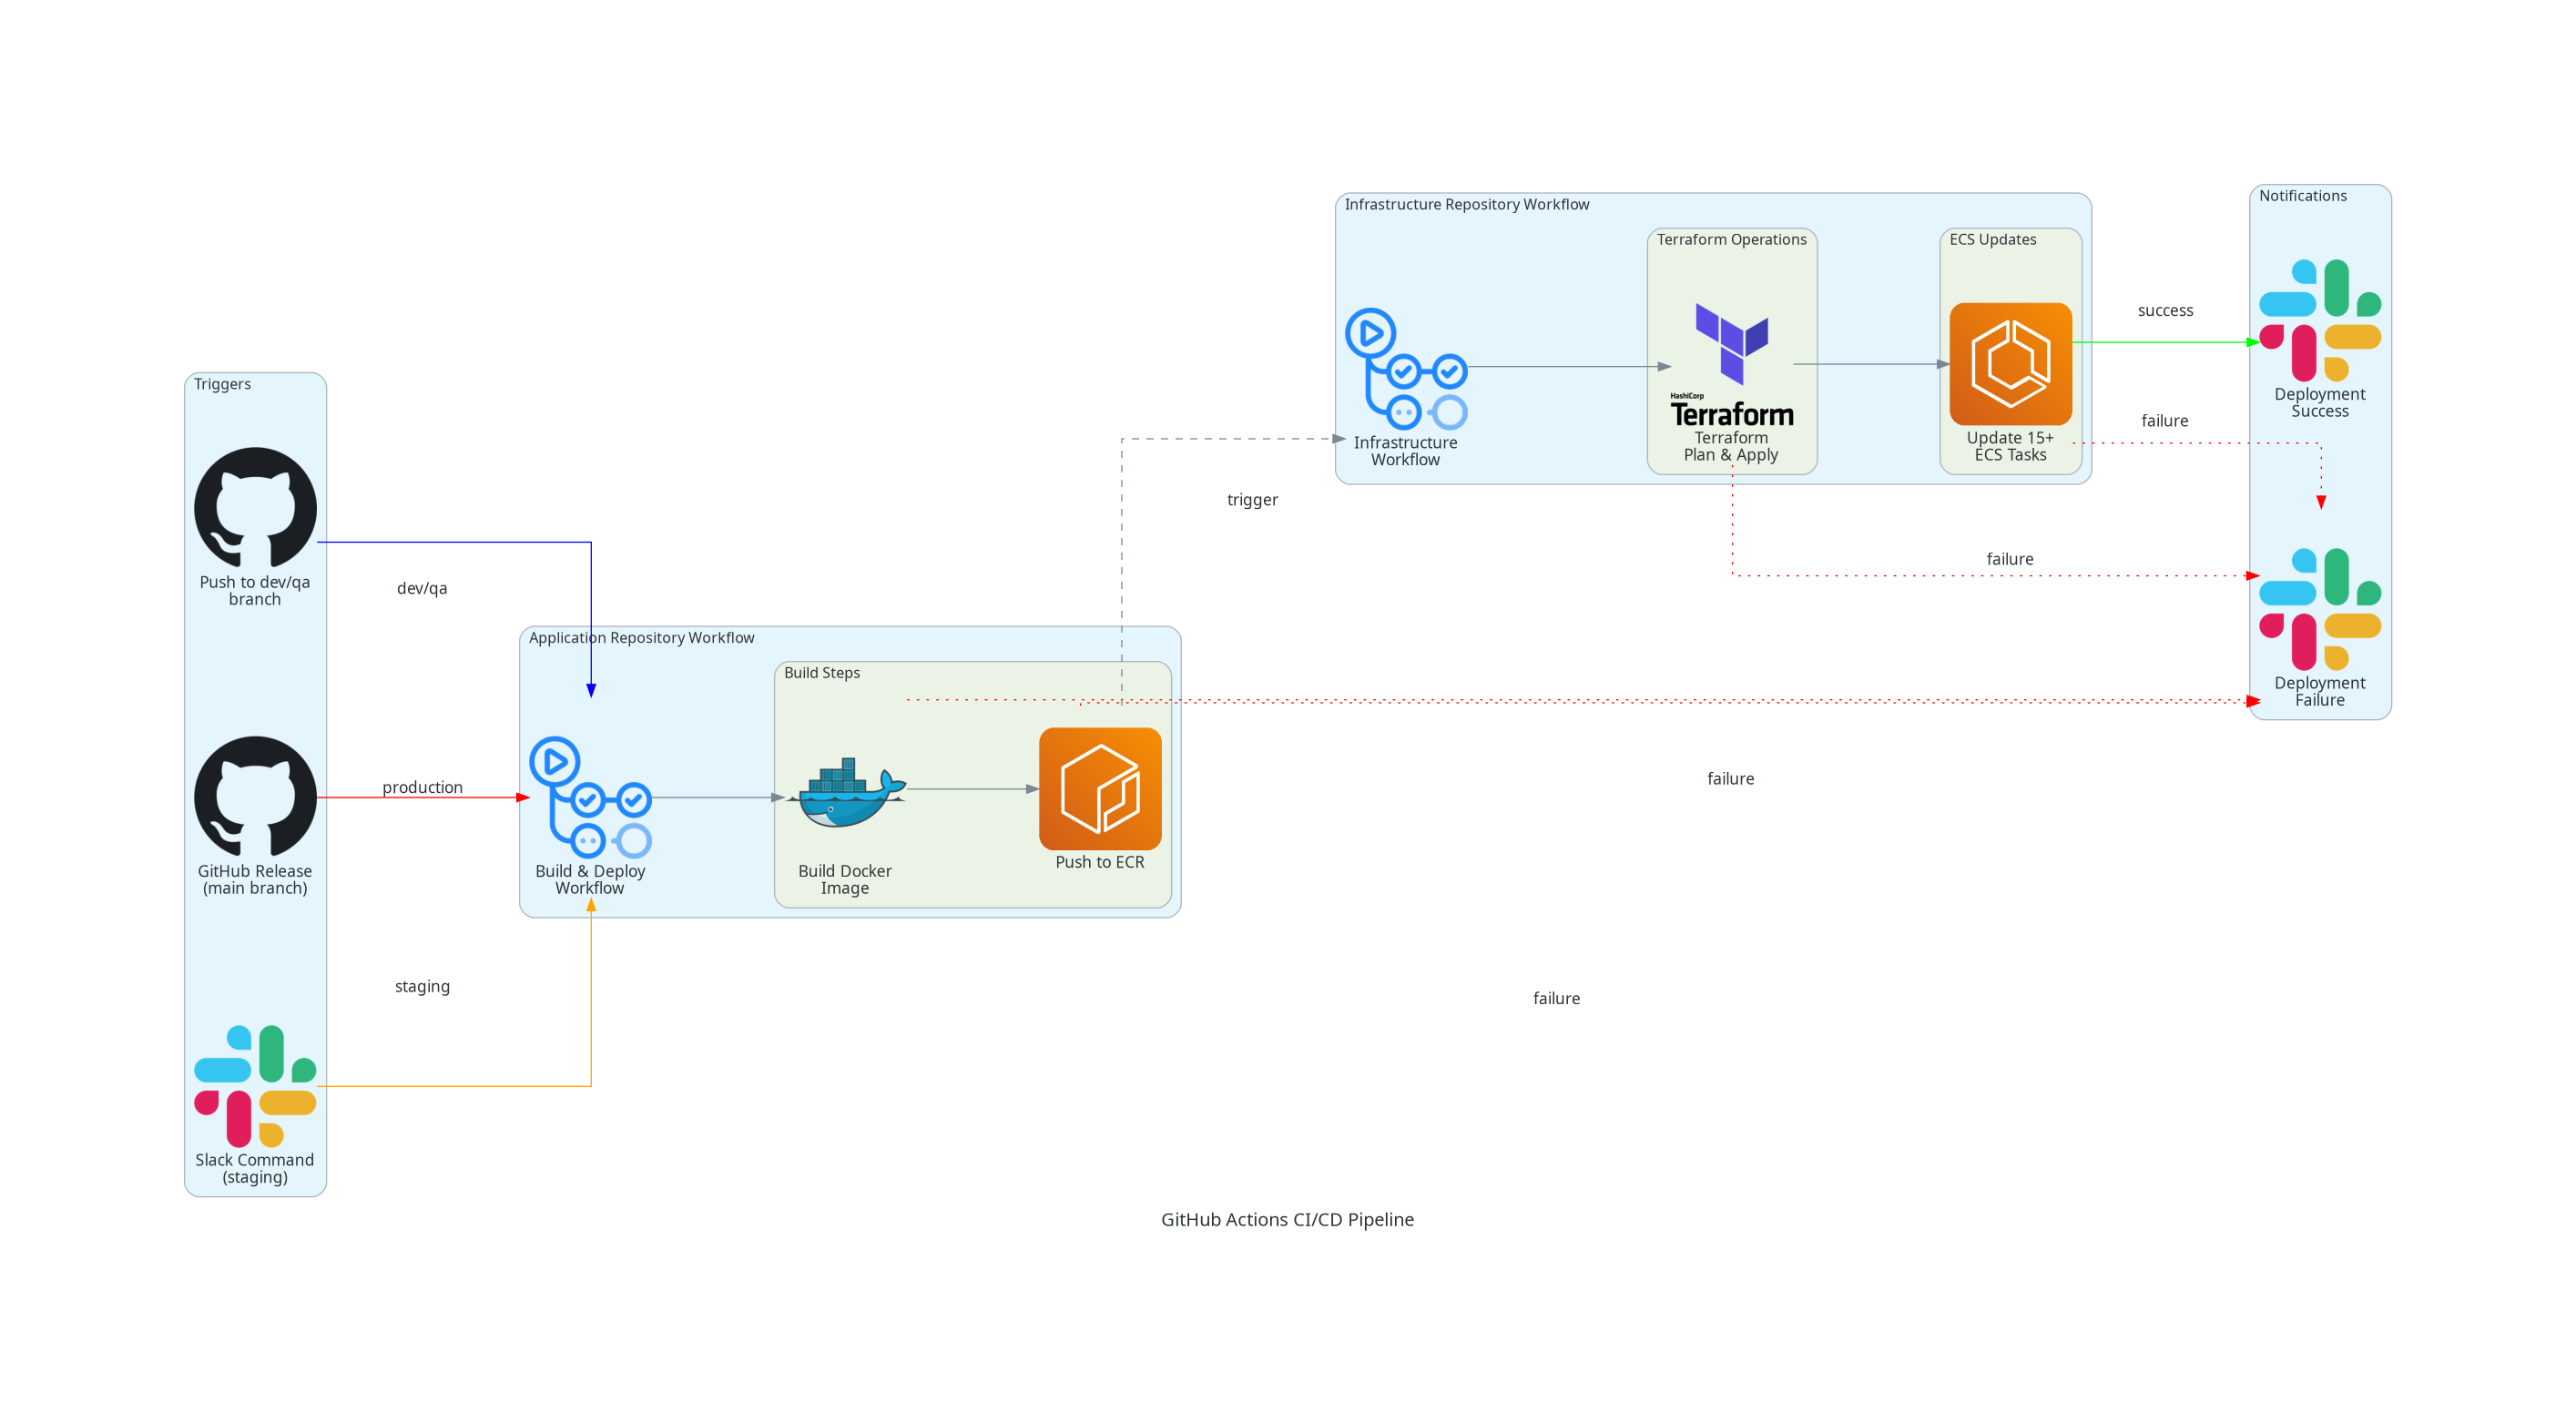 Triggers
Push to dev/qa
branch
GitHub Release
(main branch)
Slack Command
(staging)
dev/qa
production
staging
Application Repository Workflow
Build & Deploy
Workflow
Build Steps
Build Docker
Image
Push to ECR
trigger
Infrastructure Repository Workflow
Infrastructure
Workflow
Terraform Operations
HashiCorp
Terraform
Terraform
Plan & Apply
ECS Updates
Update 15+
ECS Tasks
success
failure
failure
failure
failure
Notifications
Deployment
Success
Deployment
Failure
GitHub Actions CI/CD Pipeline